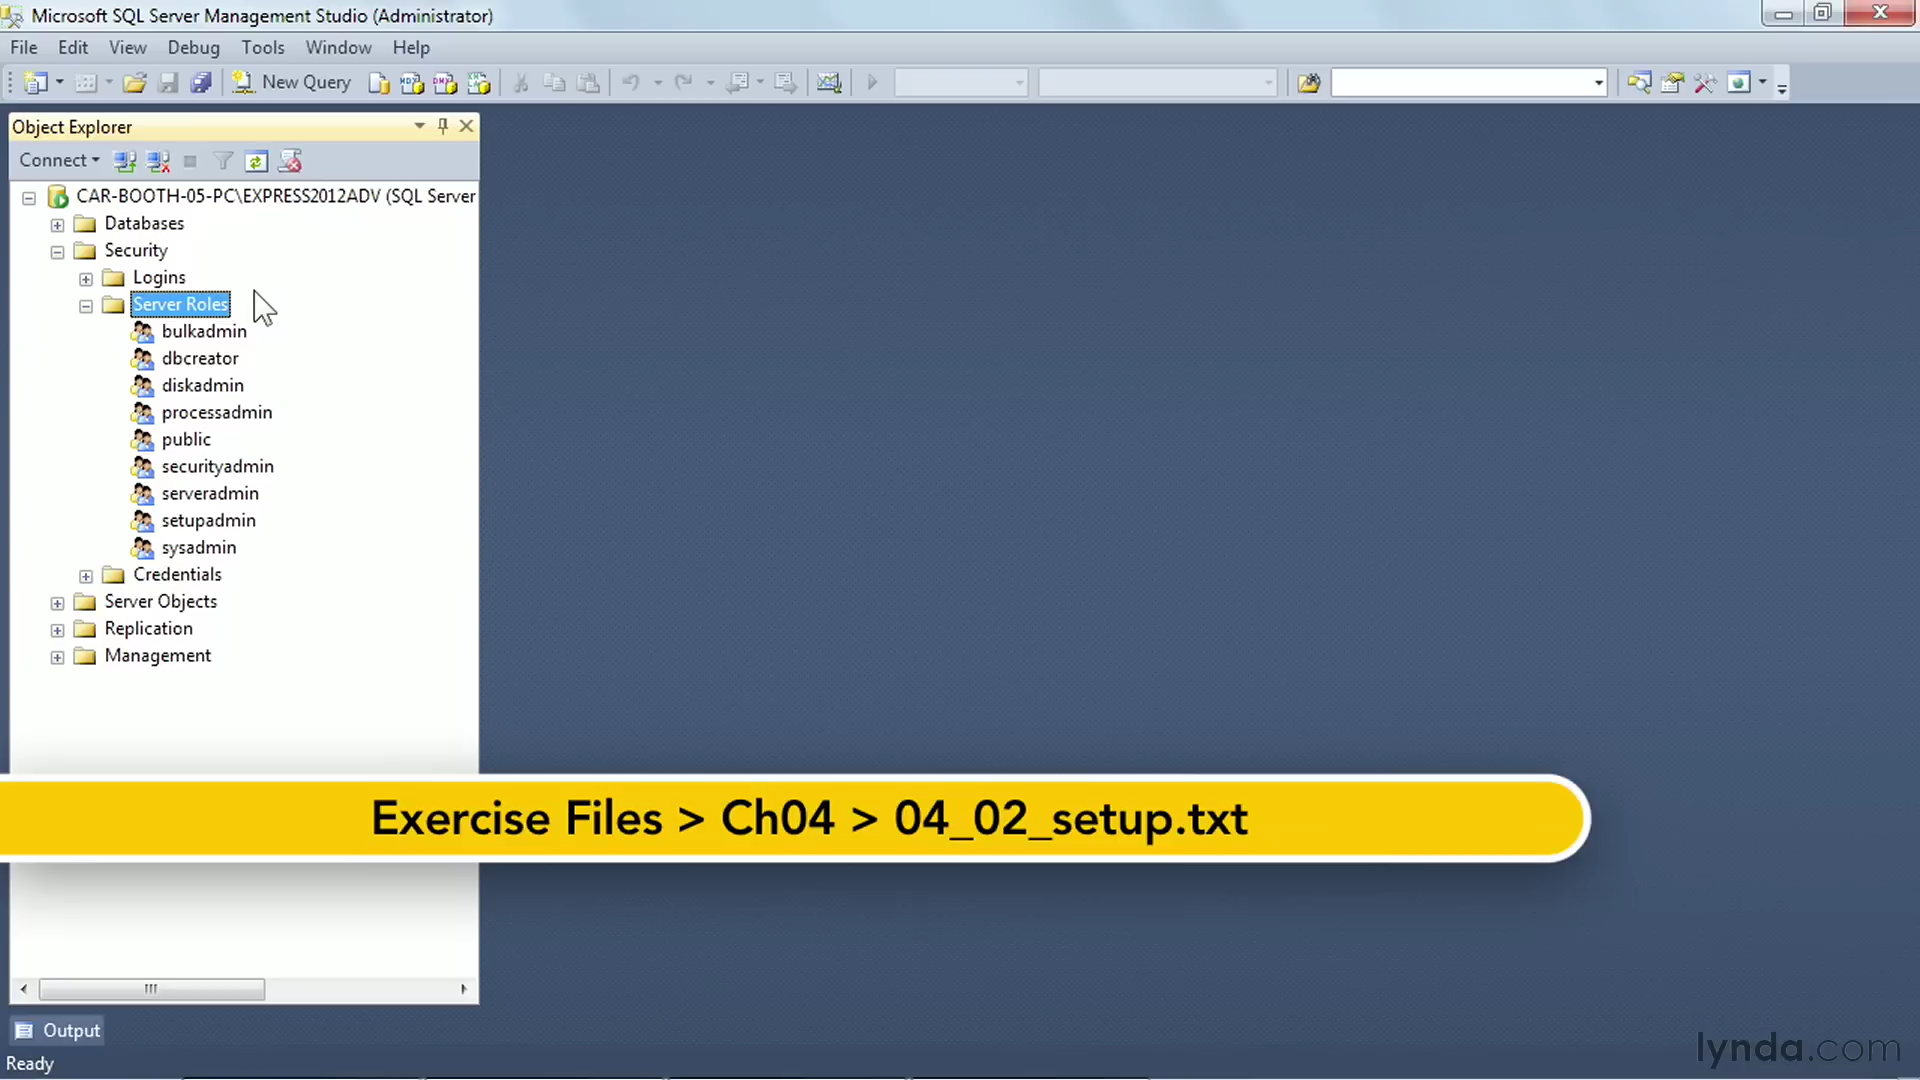 Microsoft SQL Server Management Studio (Administrator)
File Edit View Debug Tools Window Help
New Query
Object Explorer
Connect
CAR-BOOTH-05-PC\EXPRESS2012ADV (SQL Server
Databases
Security
Logins
Server Roles
bulkadmin
dbcreator
diskadmin
processadmin
public
securityadmin
serveradmin
setupadmin
sysadmin
Credentials
Server Objects
Replication
Management
Exercise Files > Ch04 > 04_02_setup.txt
Output
Ready
lynda.com